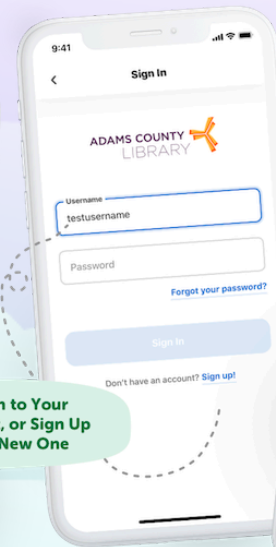 9:41
Sign In
ADAMS COUNTY
LIBRARY
Username
testusername
Password
Forgot your password?
Sign In
Don't have an account? Sign up!
to Your
, or Sign Up
New One